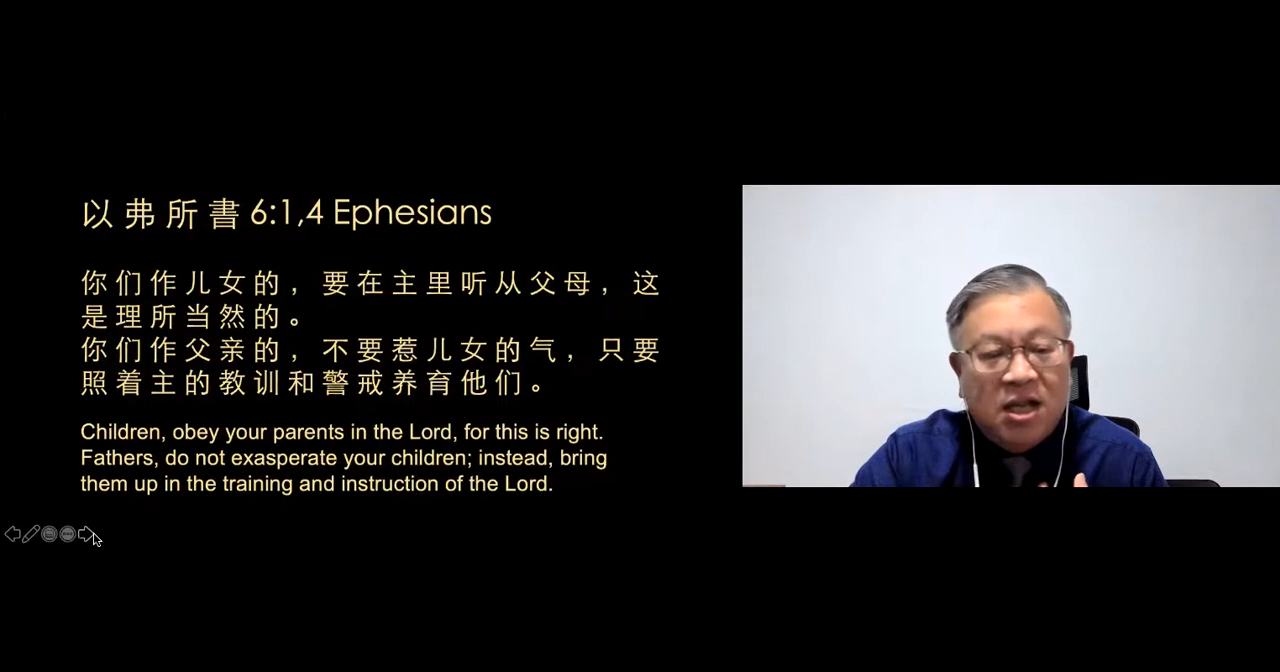 以弗所書 6:1,4 Ephesians
你们作儿女的，要在主里听从父母，这
是理所当然的。
你们作父亲的，不要惹儿女的气，只要
照着主的教训和警戒养育他们。
Children, obey your parents in the Lord, for this is right.
Fathers, do not exasperate your children; instead, bring
them up in the training and instruction of the Lord.